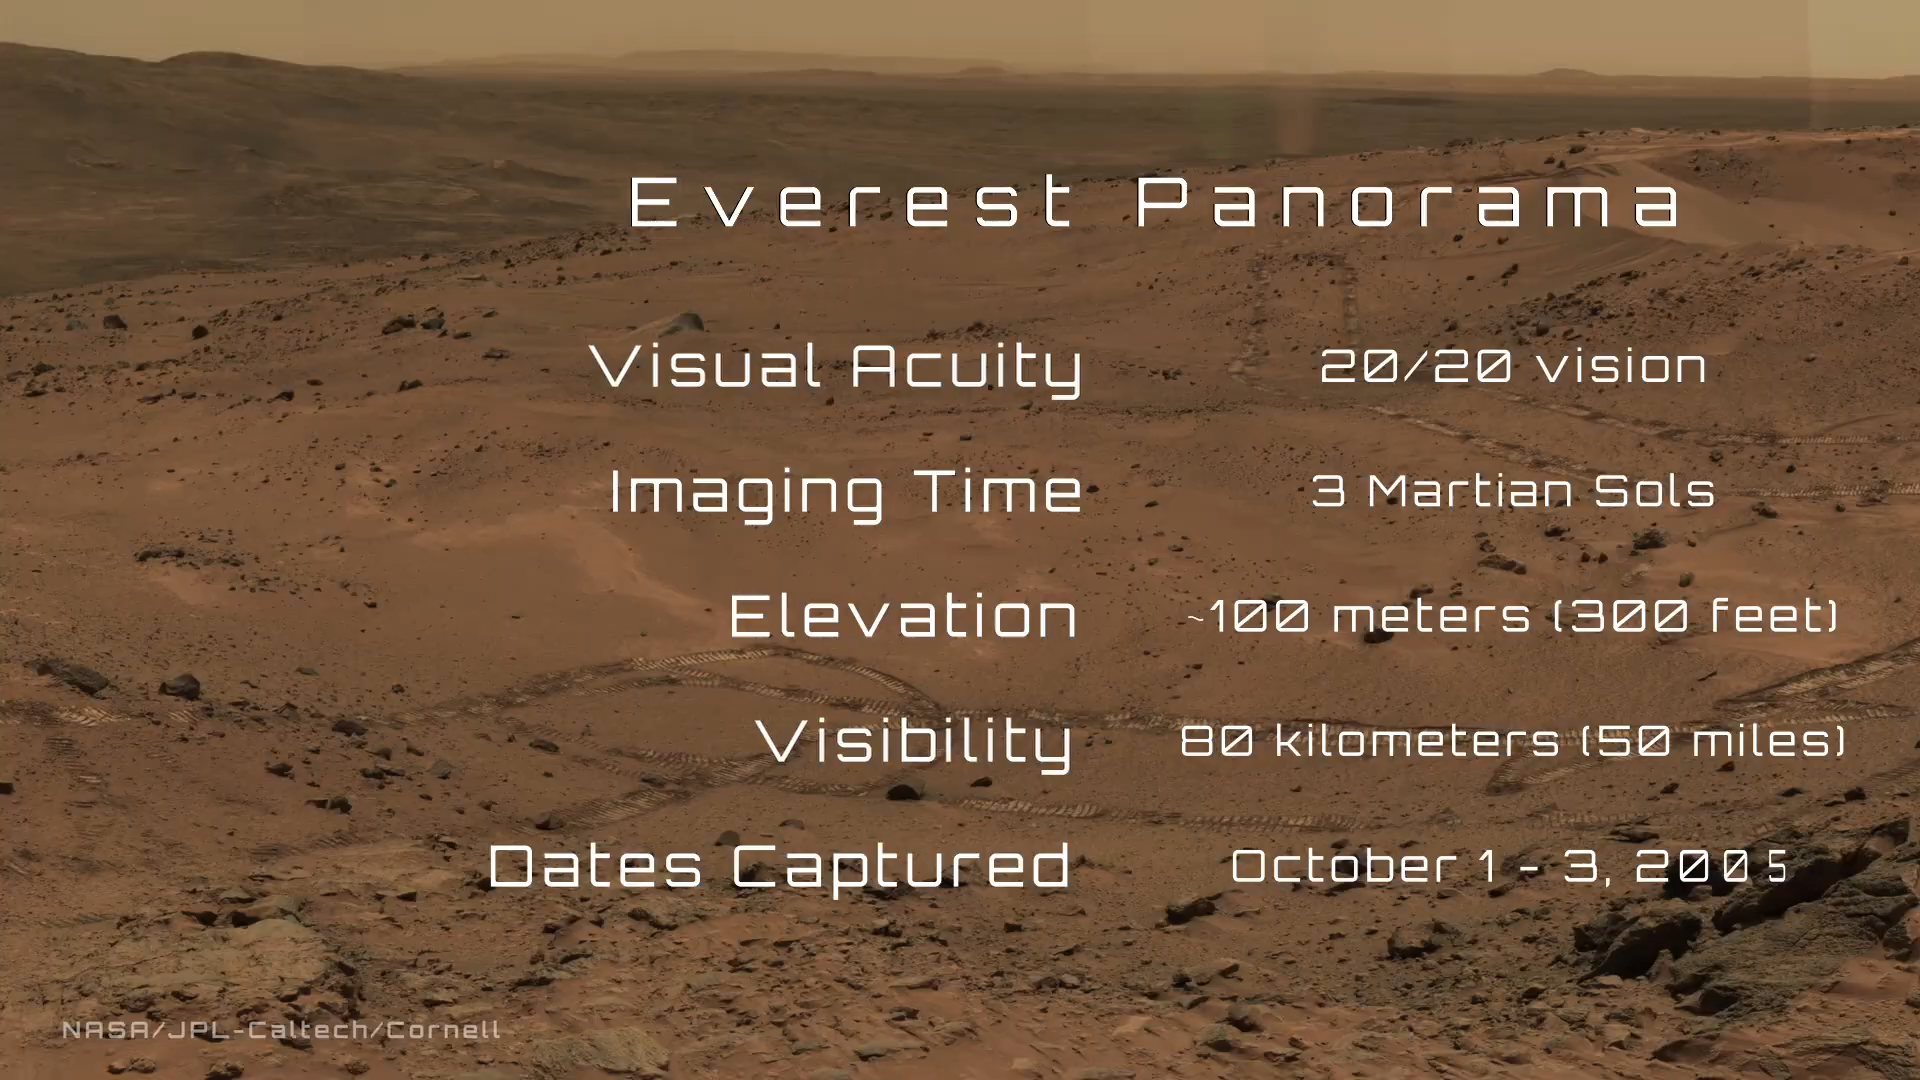 Everest Panorama
Visual Acuity 20/20 vision
Imaging Time 3 Martian Sols
Elevation ~100 meters (300 feet)
Visibility 80 kilometers (50 miles)
Dates Captured October 1 - 3, 2005
NASA/JPL-Caltech/Cornell